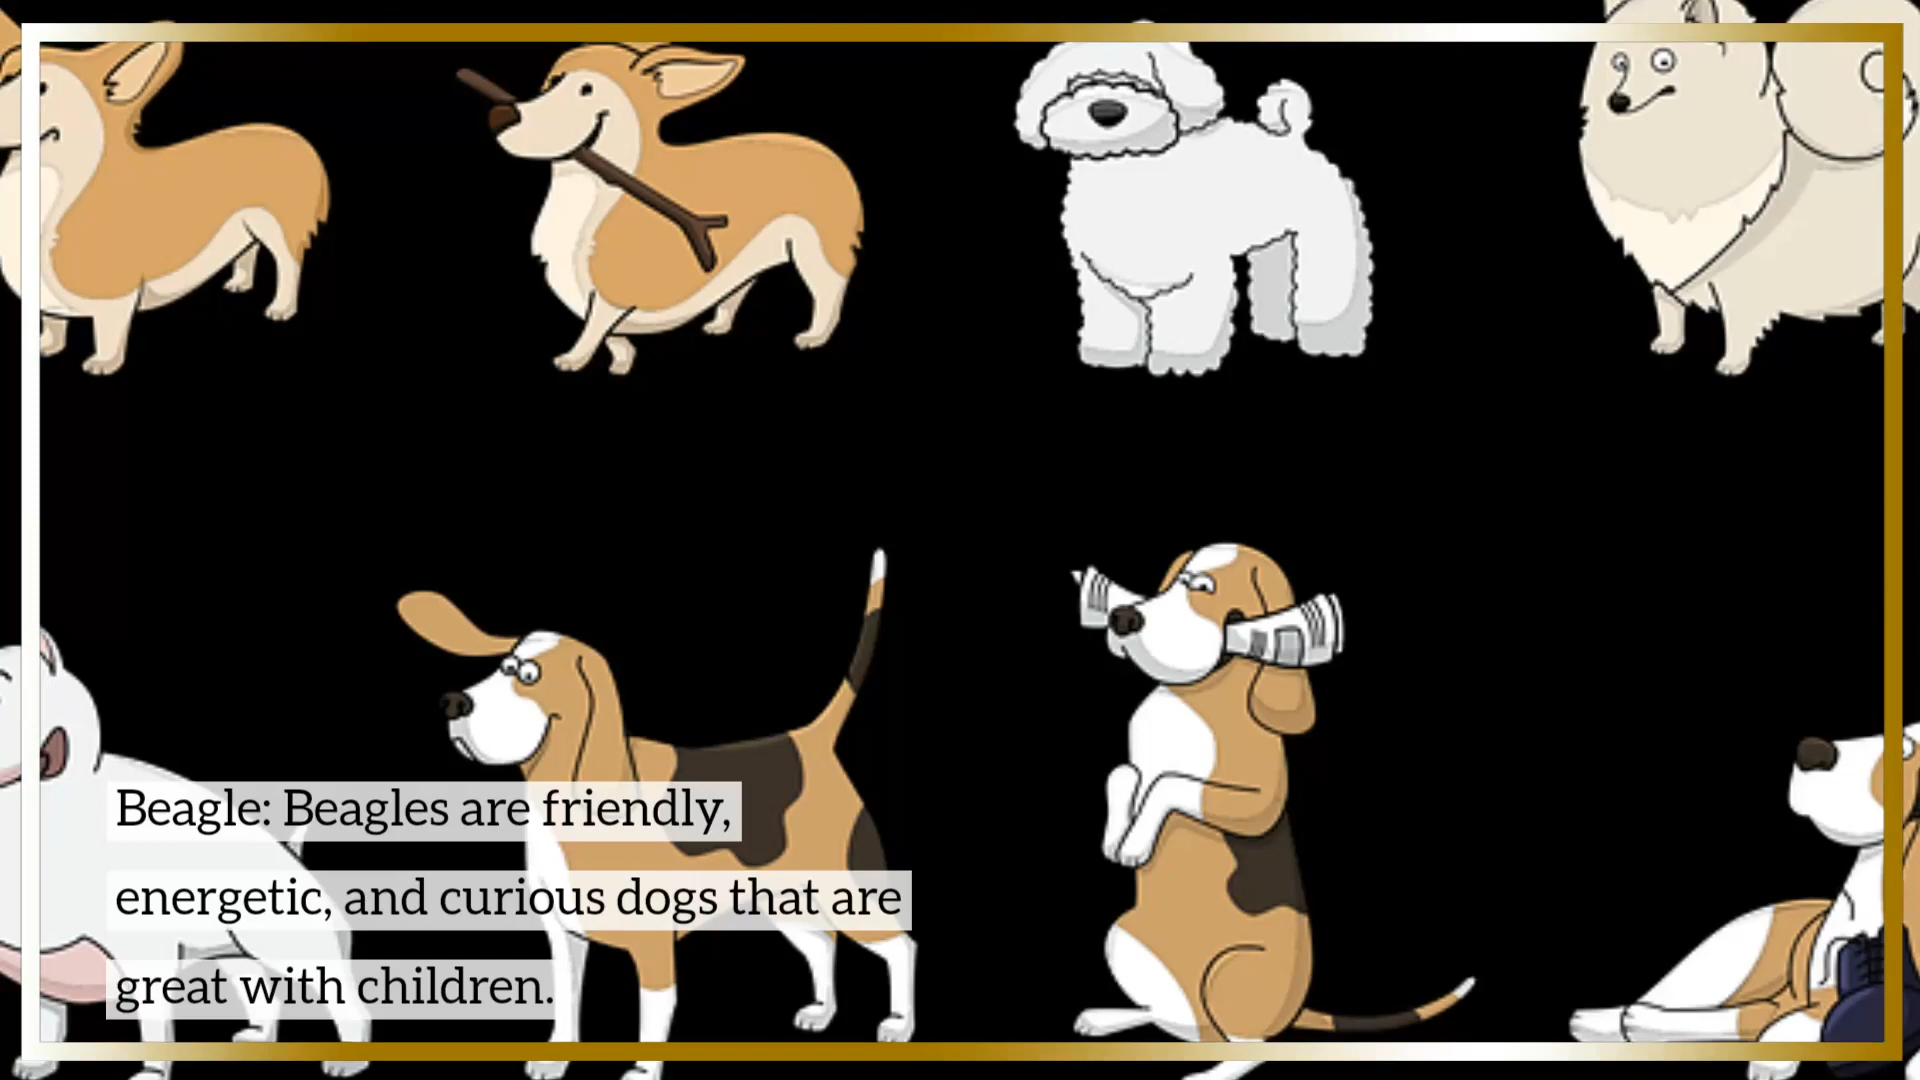 Beagle: Beagles are friendly,
energetic, and curious dogs that are
great with children.